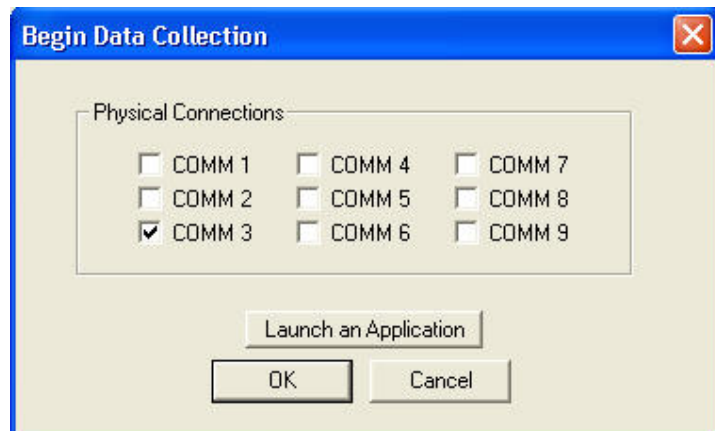 Begin Data Collection
Physical Connections
COMM 1 COMM 4 COMM 7
COMM 2 COMM 5 COMM 8
COMM 3 COMM 6 COMM 9
Launch an Application
OK Cancel